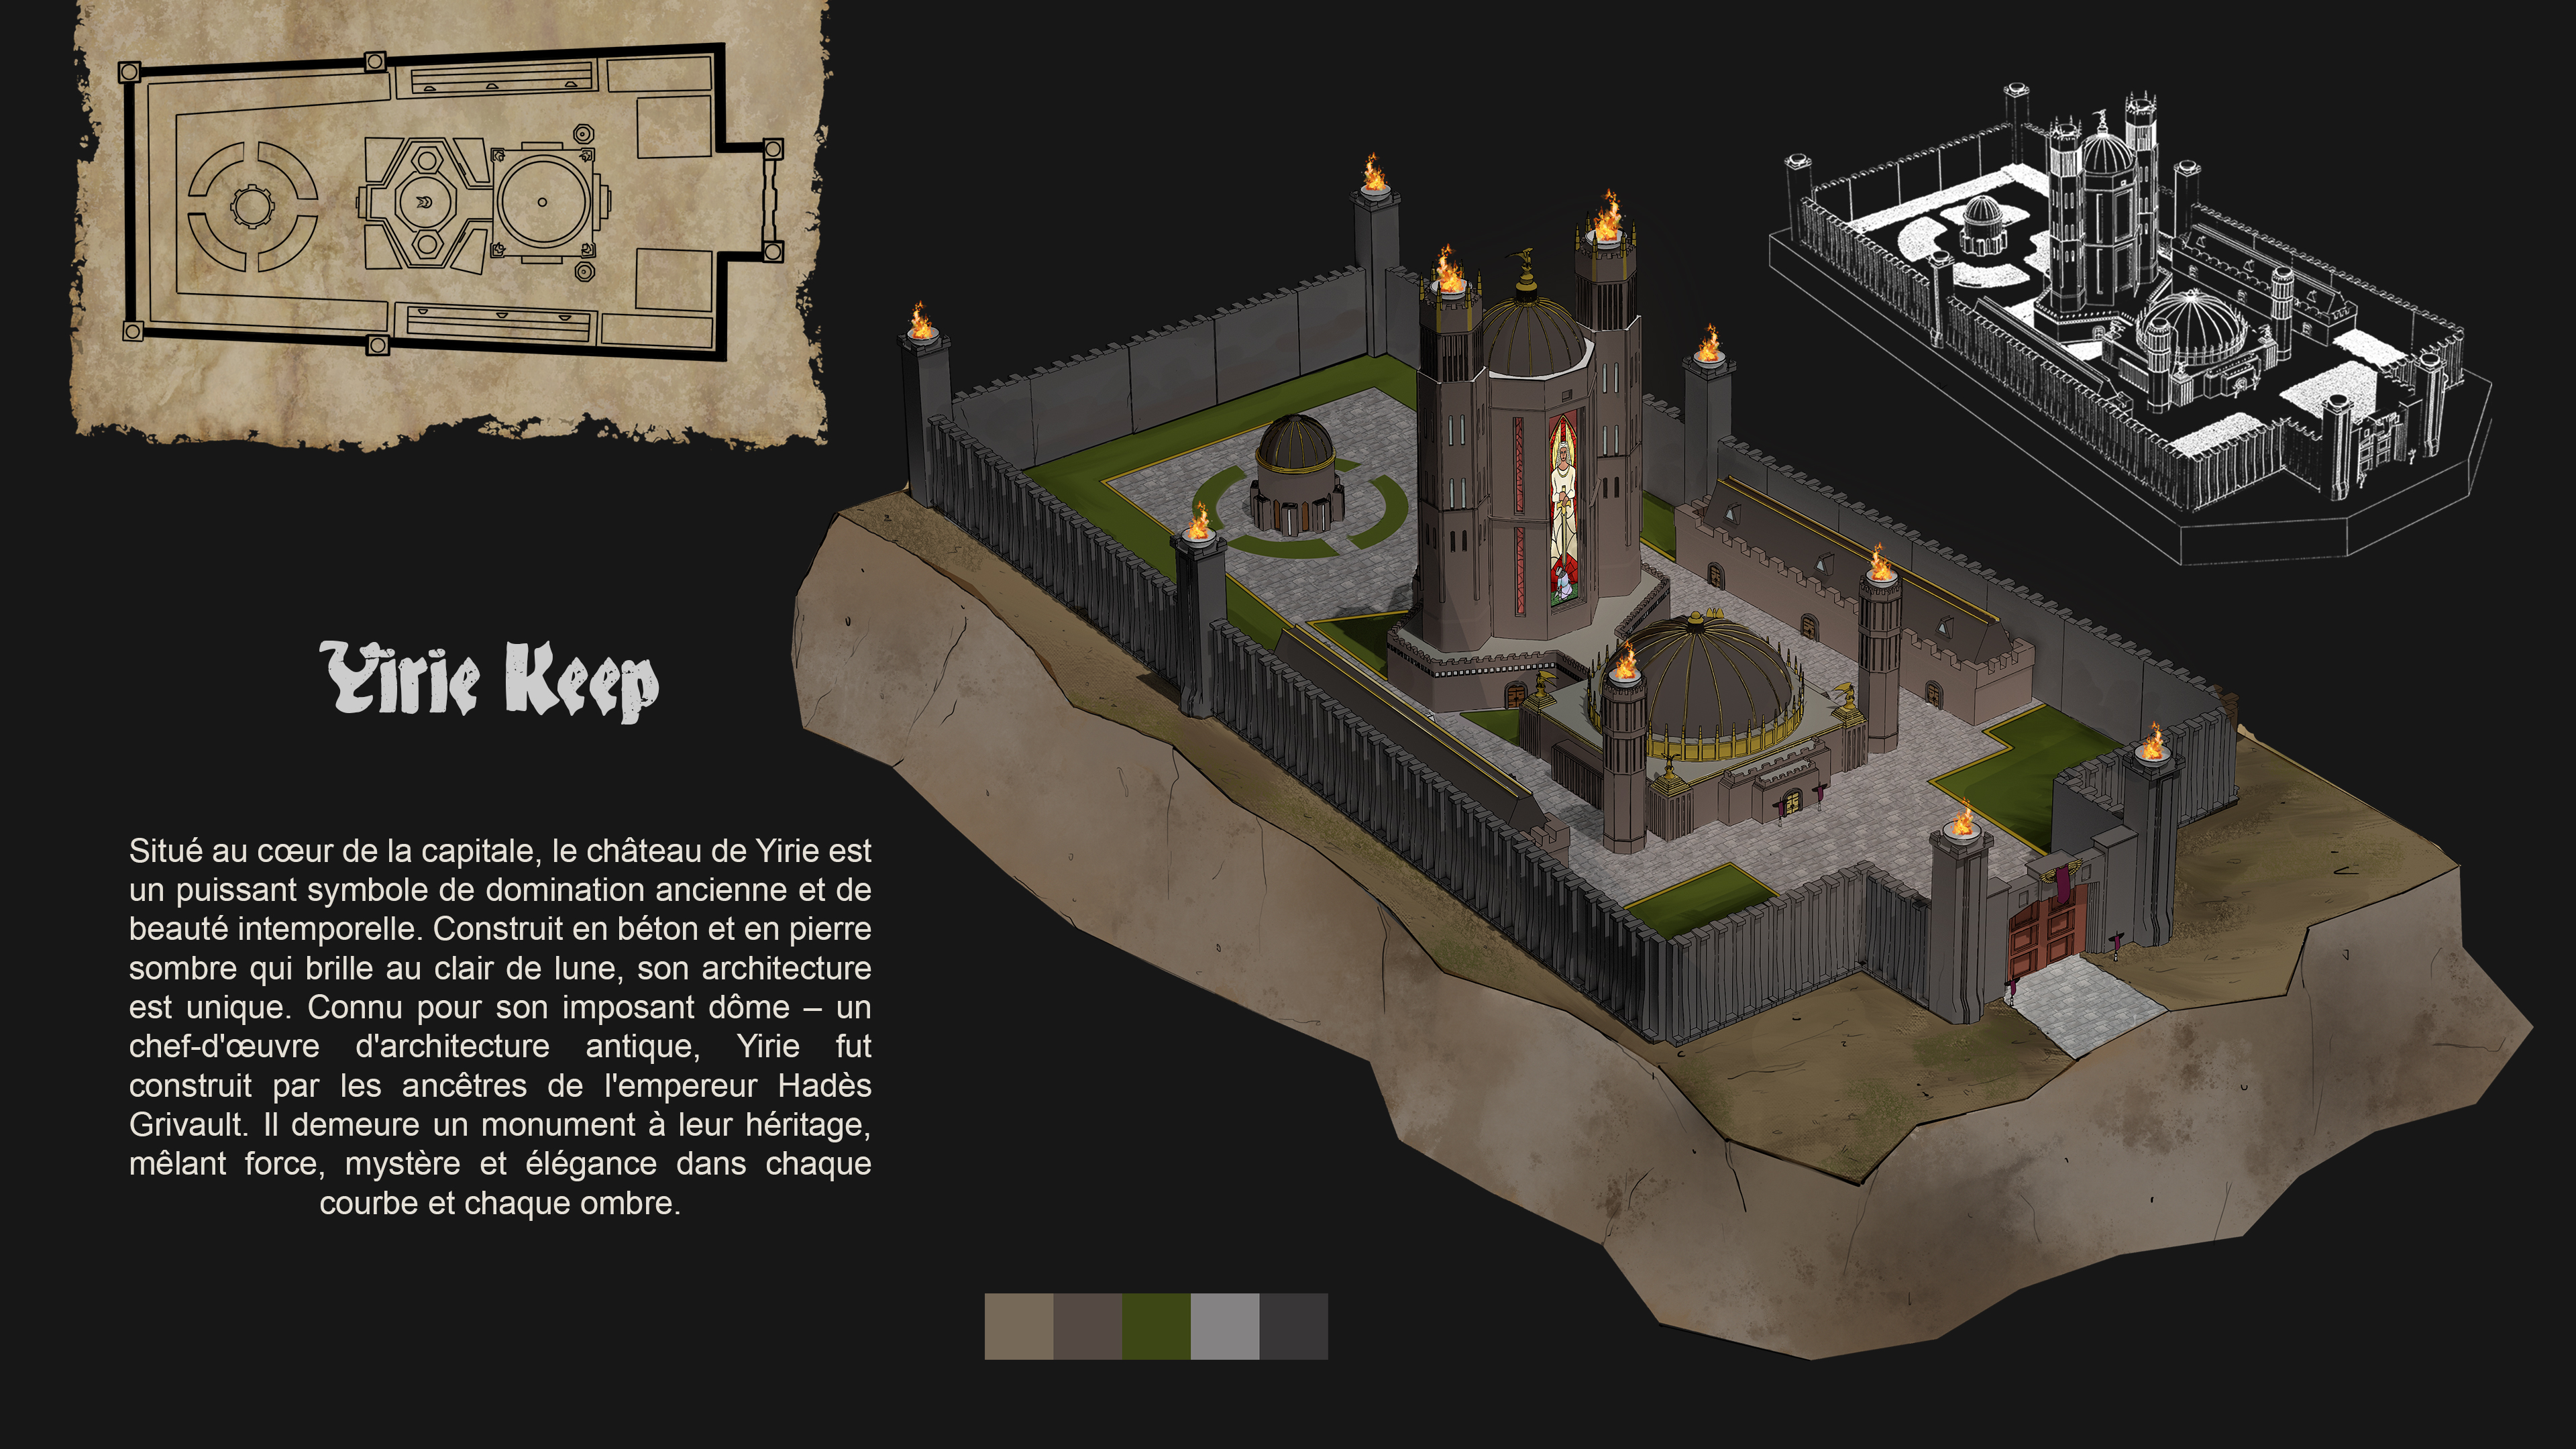 Yirie Keep
Situé au cœur de la capitale, le château de Yirie est
un puissant symbole de domination ancienne et de
beauté intemporelle. Construit en béton et en pierre
sombre qui brille au clair de lune, son architecture
est unique. Connu pour son imposant dôme – un
chef-d'œuvre d'architecture antique, Yirie fut
construit par les ancêtres de l'empereur Hadès
Grivault. Il demeure un monument à leur héritage,
mêlant force, mystère et élégance dans chaque
courbe et chaque ombre.